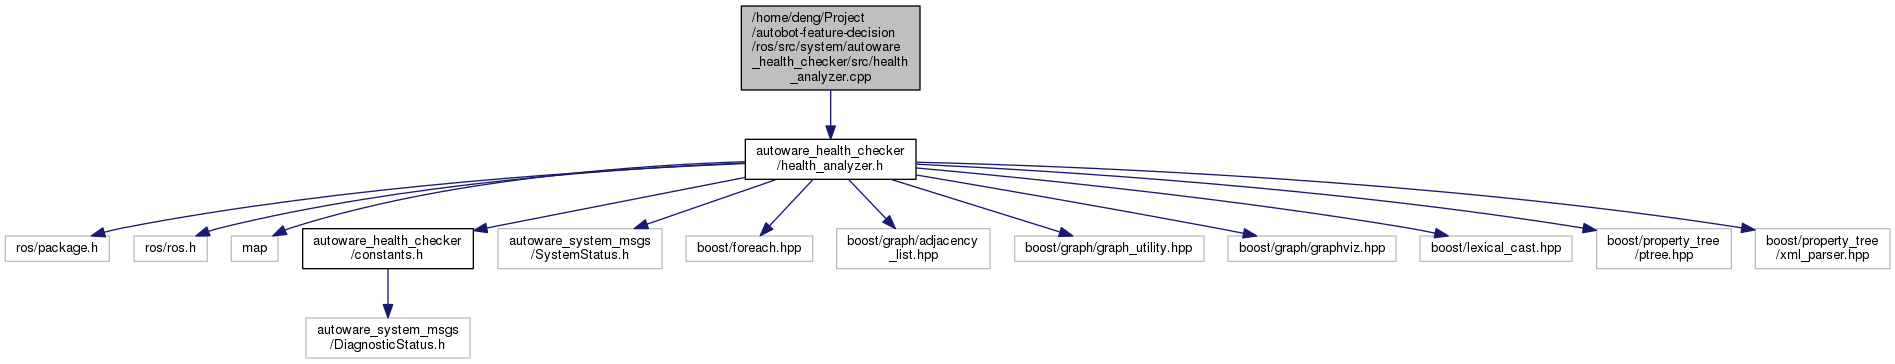 /home/deng/Project
/autobot-feature-decision
/ros/src/system/autoware
_health_checker/src/health
_analyzer.cpp
autoware_health_checker
/health_analyzer.h
ros/package.h
ros/ros.h
map
autoware_health_checker
/constants.h
autoware_system_msgs
/SystemStatus.h
boost/foreach.hpp
boost/graph/adjacency
_list.hpp
boost/graph/graph_utility.hpp
boost/graph/graphviz.hpp
boost/lexical_cast.hpp
boost/property_tree
/ptree.hpp
boost/property_tree
/xml_parser.hpp
autoware_system_msgs
/DiagnosticStatus.h